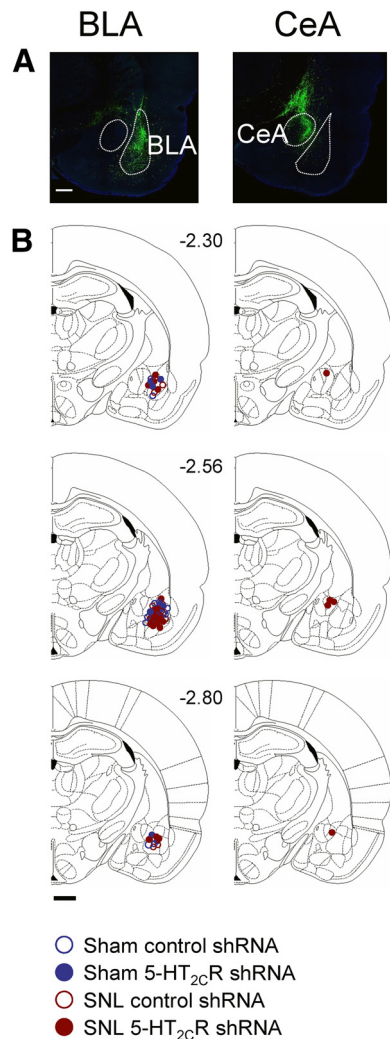 BLA CeA
A
BLA
CeA
B
-2.30
-2.56
-2.80
Sham control shRNA
Sham 5-HT2CR shRNA
SNL control shRNA
SNL 5-HT2CR shRNA